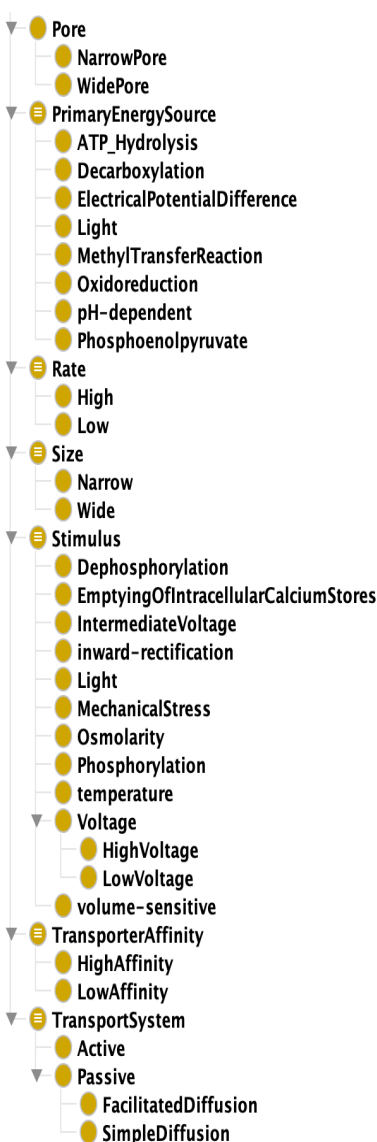 Pore
NarrowPore
WidePore
PrimaryEnergySource
ATP_Hydrolysis
Decarboxylation
ElectricalPotentialDifference
Light
MethylTransferReaction
Oxidoreduction
pH-dependent
Phosphoenolpyruvate
Rate
High
Low
Size
Narrow
Wide
Stimulus
Dephosphorylation
EmptyingOfIntracellularCalciumStores
IntermediateVoltage
inward-rectification
Light
MechanicalStress
Osmolarity
Phosphorylation
temperature
Voltage
HighVoltage
LowVoltage
volume-sensitive
TransporterAffinity
HighAffinity
LowAffinity
TransportSystem
Active
Passive
FacilitatedDiffusion
SimpleDiffusion